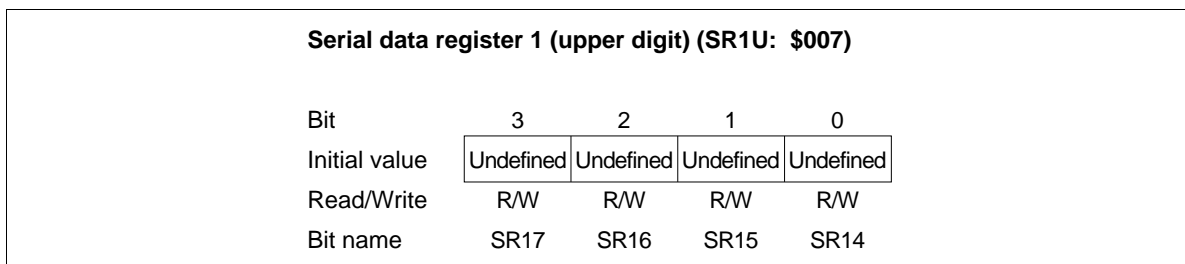 Serial data register 1 (upper digit) (SR1U: $007)
Bit 3 2 1 0
Initial value Undefined Undefined Undefined Undefined
Read/Write R/W R/W R/W R/W
Bit name SR17 SR16 SR15 SR14